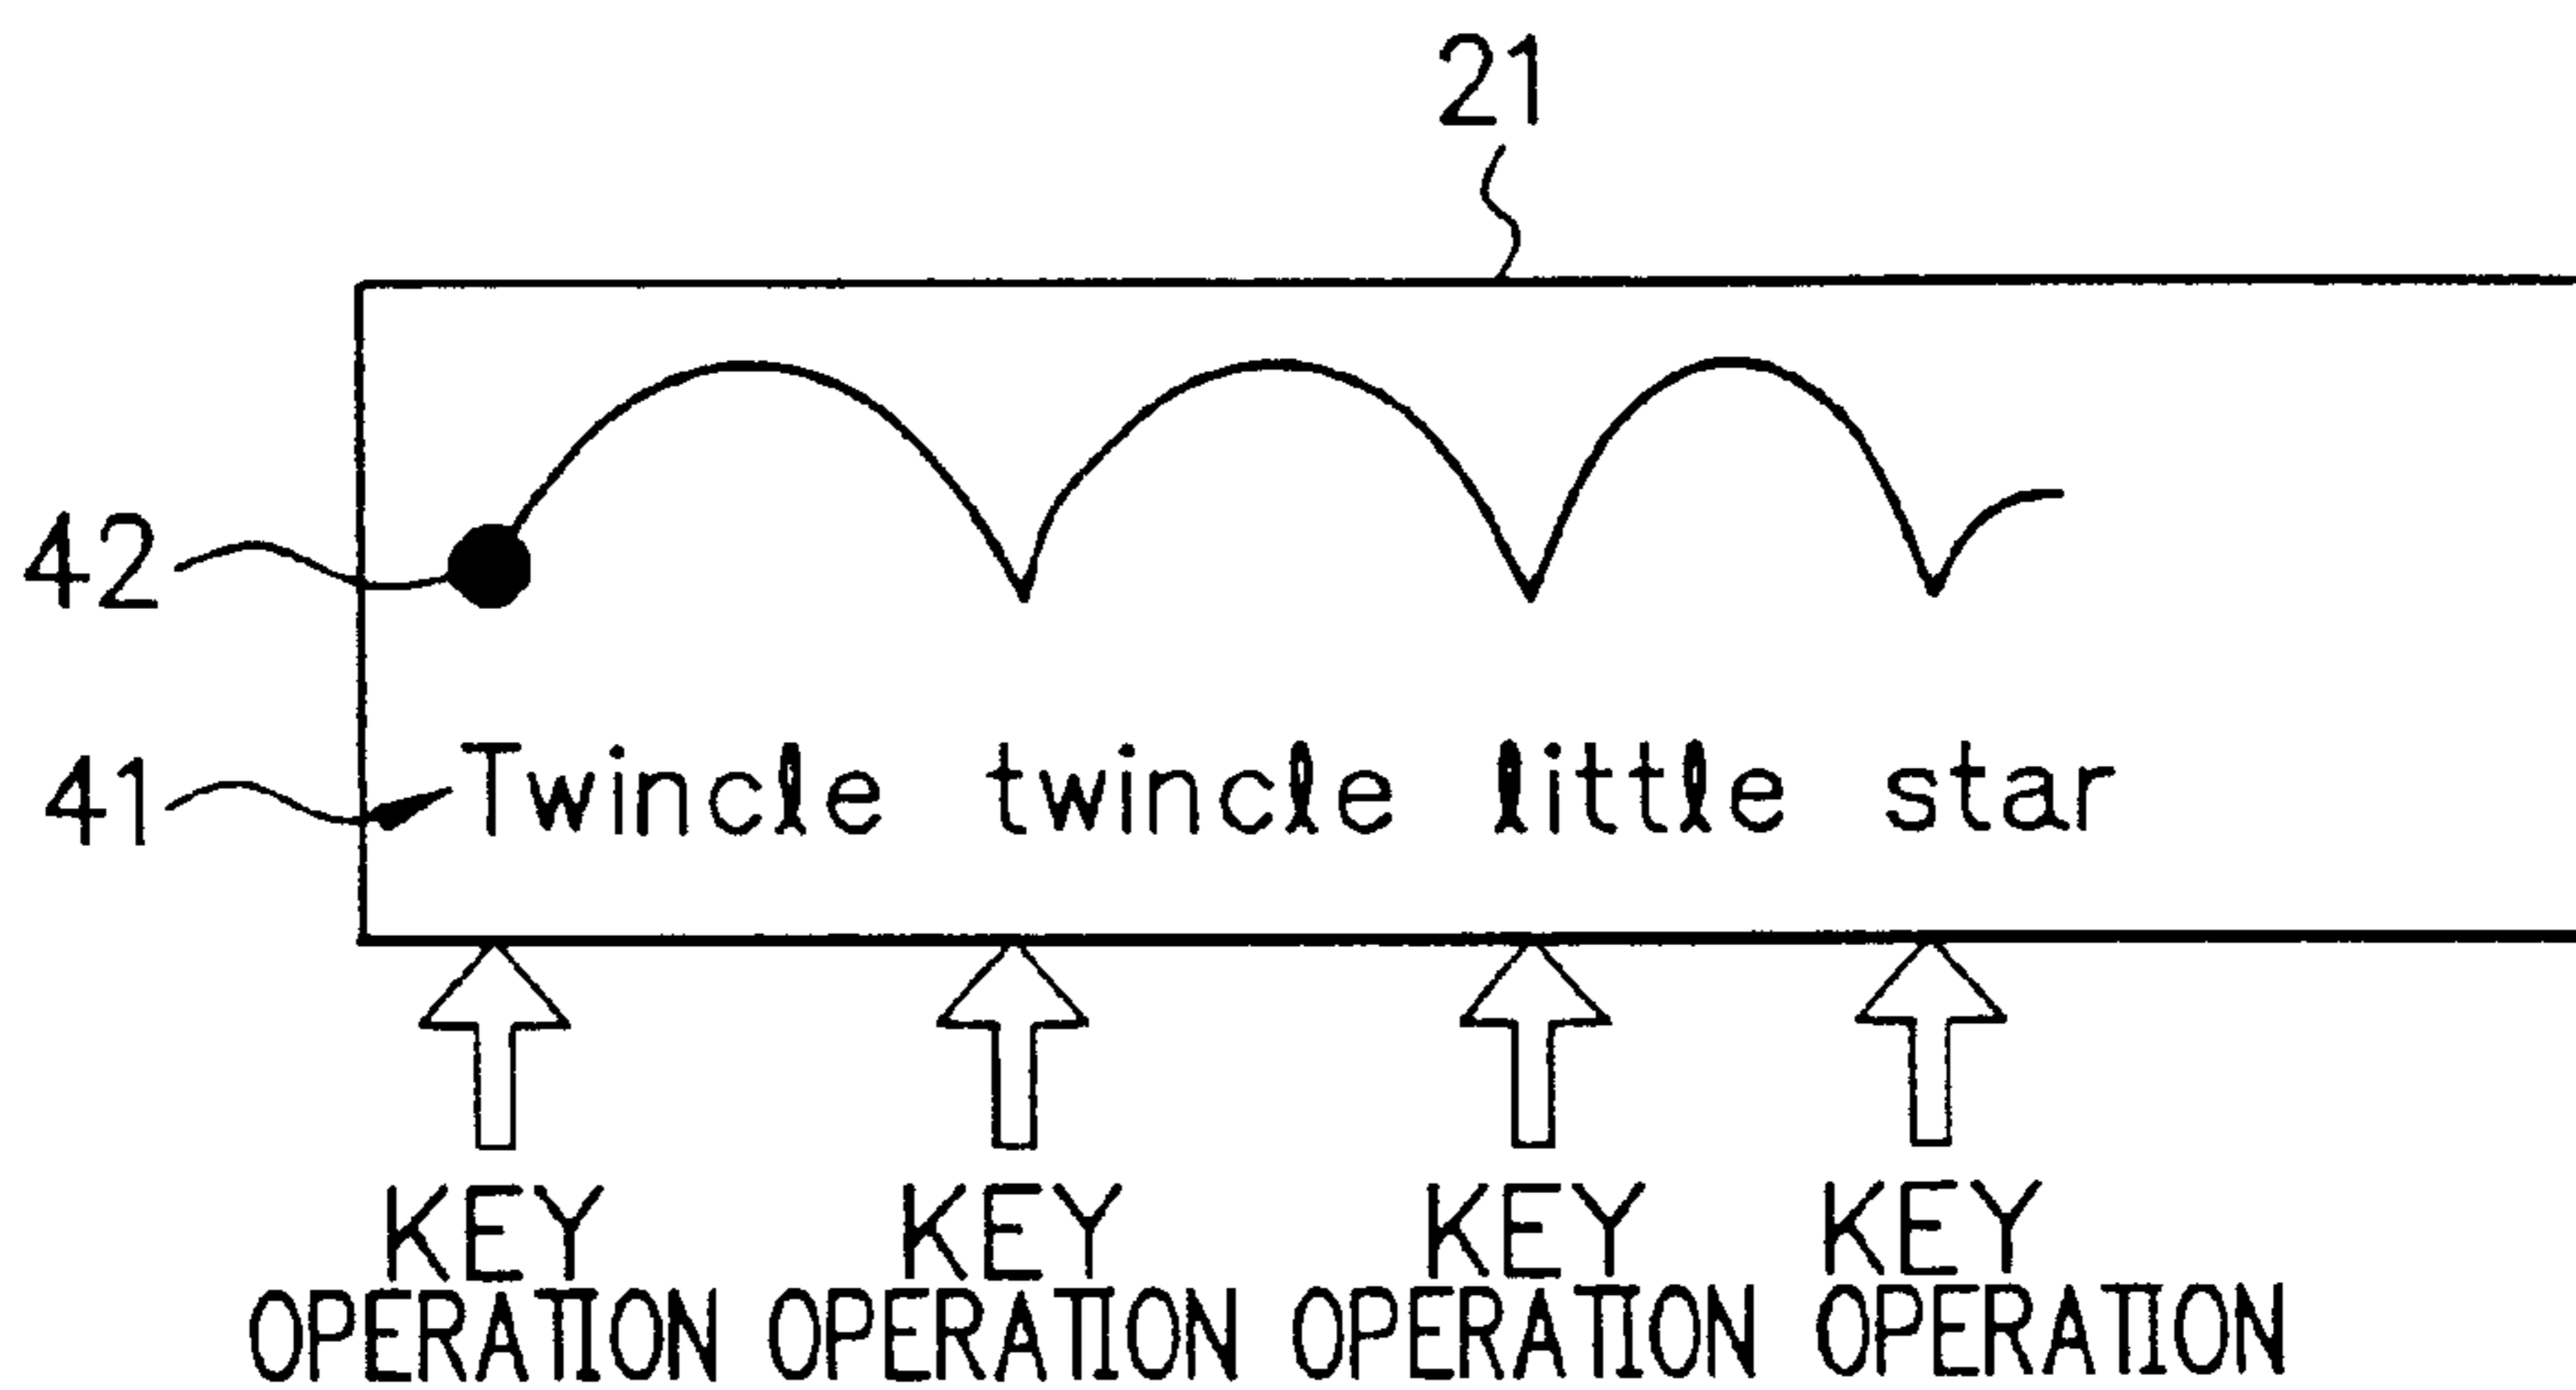 21
42
41 Twincle twincle little star
KEY KEY KEY KEY
OPERATION OPERATION OPERATION OPERATION